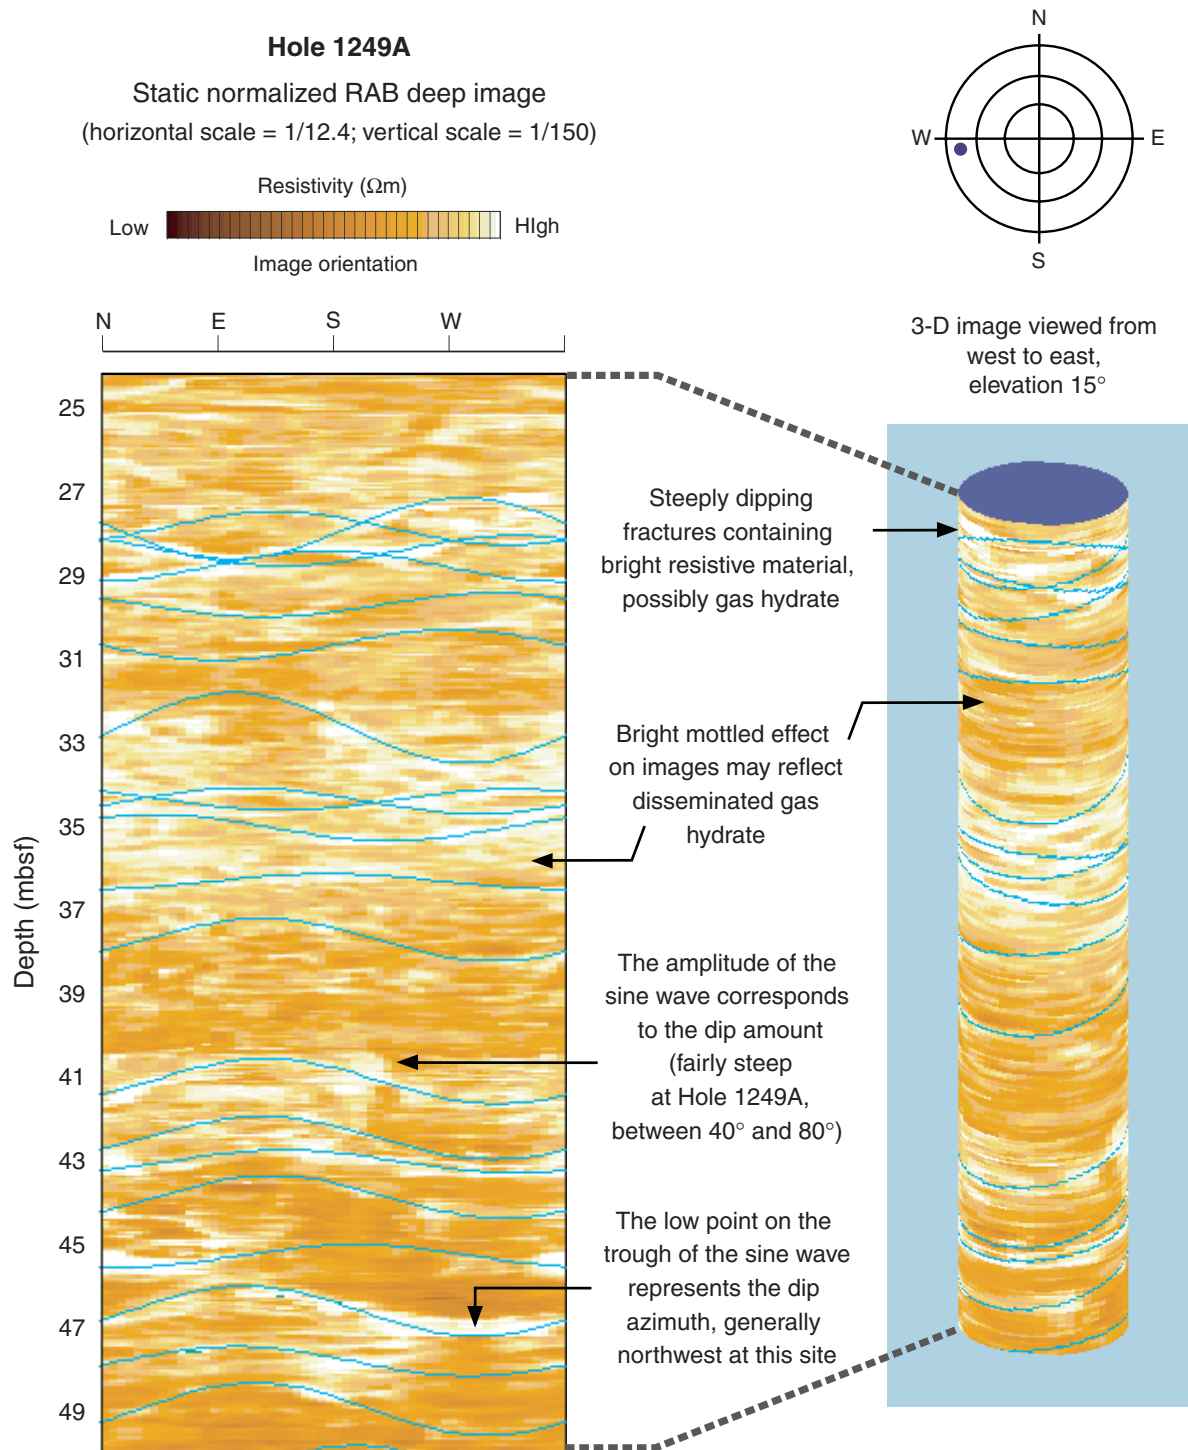 Hole 1249A
Static normalized RAB deep image
(horizontal scale = 1/12.4; vertical scale = 1/150)
Resistivity (Ωm)
Low
HIgh
Image orientation
N
E
S
W
N
W
E
S
3-D image viewed from
west to east,
elevation 15°
Depth (mbsf)
25
27
29
31
33
35
37
39
41
43
45
47
49
Steeply dipping
fractures containing
bright resistive material,
possibly gas hydrate
Bright mottled effect
on images may reflect
disseminated gas
hydrate
The amplitude of the
sine wave corresponds
to the dip amount
(fairly steep
at Hole 1249A,
between 40° and 80°)
The low point on the
trough of the sine wave
represents the dip
azimuth, generally
northwest at this site